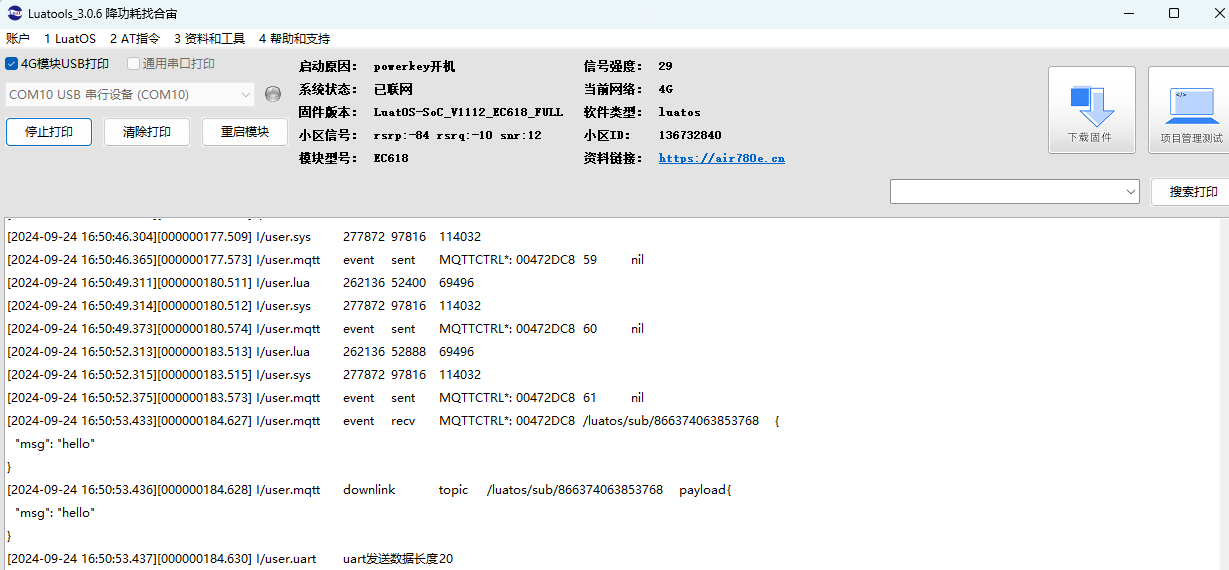 Luatools_3.0.6 降功耗找合宙
账户 1 LuatOS 2 AT指令 3 资料和工具 4 帮助和支持
4G模块USB打印 通用串口打印
COM10 USB 串行设备 (COM10)
停止打印 清除打印 重启模块
启动原因： powerkey开机 信号强度： 29
系统状态： 已联网 当前网络： 4G
固件版本： LuatOS-SoC_V1112_EC618_FULL 软件类型： luatos
小区信号： rsrp:-84 rsrq:-10 snr:12 小区ID： 136732840
模块型号： EC618 资料链接： https://air780e.cn
下载固件 项目管理测试
搜索打印
[2024-09-24 16:50:46.304][000000177.509] I/user.sys 277872 97816 114032
[2024-09-24 16:50:46.365][000000177.573] I/user.mqtt event sent MQTTCTRL*: 00472DC8 59 nil
[2024-09-24 16:50:49.311][000000180.511] I/user.lua 262136 52400 69496
[2024-09-24 16:50:49.314][000000180.512] I/user.sys 277872 97816 114032
[2024-09-24 16:50:49.373][000000180.574] I/user.mqtt event sent MQTTCTRL*: 00472DC8 60 nil
[2024-09-24 16:50:52.313][000000183.513] I/user.lua 262136 52888 69496
[2024-09-24 16:50:52.315][000000183.515] I/user.sys 277872 97816 114032
[2024-09-24 16:50:52.375][000000183.573] I/user.mqtt event sent MQTTCTRL*: 00472DC8 61 nil
[2024-09-24 16:50:53.433][000000184.627] I/user.mqtt event recv MQTTCTRL*: 00472DC8 /luatos/sub/866374063853768 {
"msg": "hello"
}
[2024-09-24 16:50:53.436][000000184.628] I/user.mqtt downlink topic /luatos/sub/866374063853768 payload{
"msg": "hello"
}
[2024-09-24 16:50:53.437][000000184.630] I/user.uart uart发送数据长度20